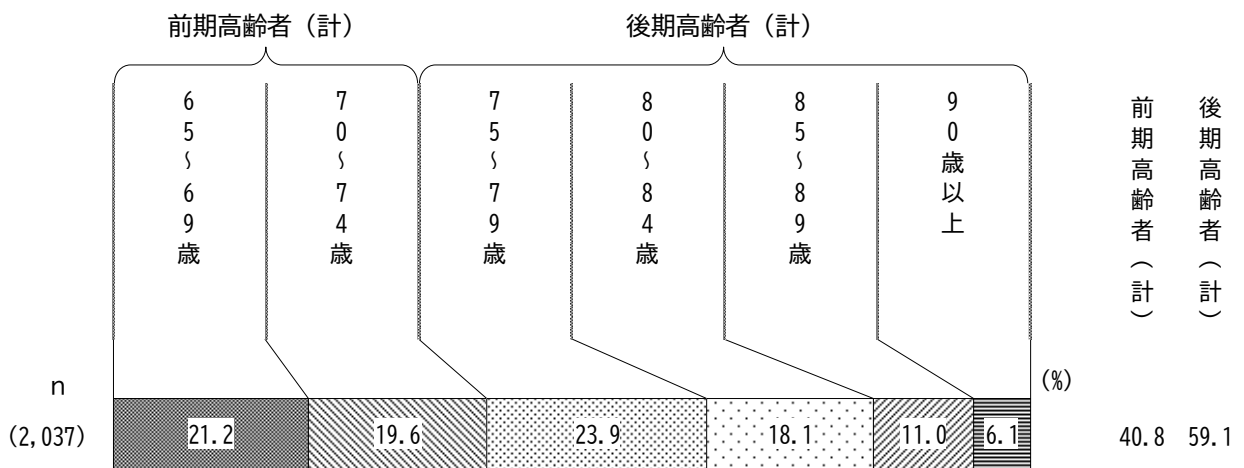 前期高齢者（計）
後期高齢者（計）
65～69歳
70～74歳
75～79歳
80～84歳
85～89歳
90歳以上
前期高齢者（計）
後期高齢者（計）
(%)
n
(2,037)
21.2
19.6
23.9
18.1
11.0
6.1
40.8
59.1